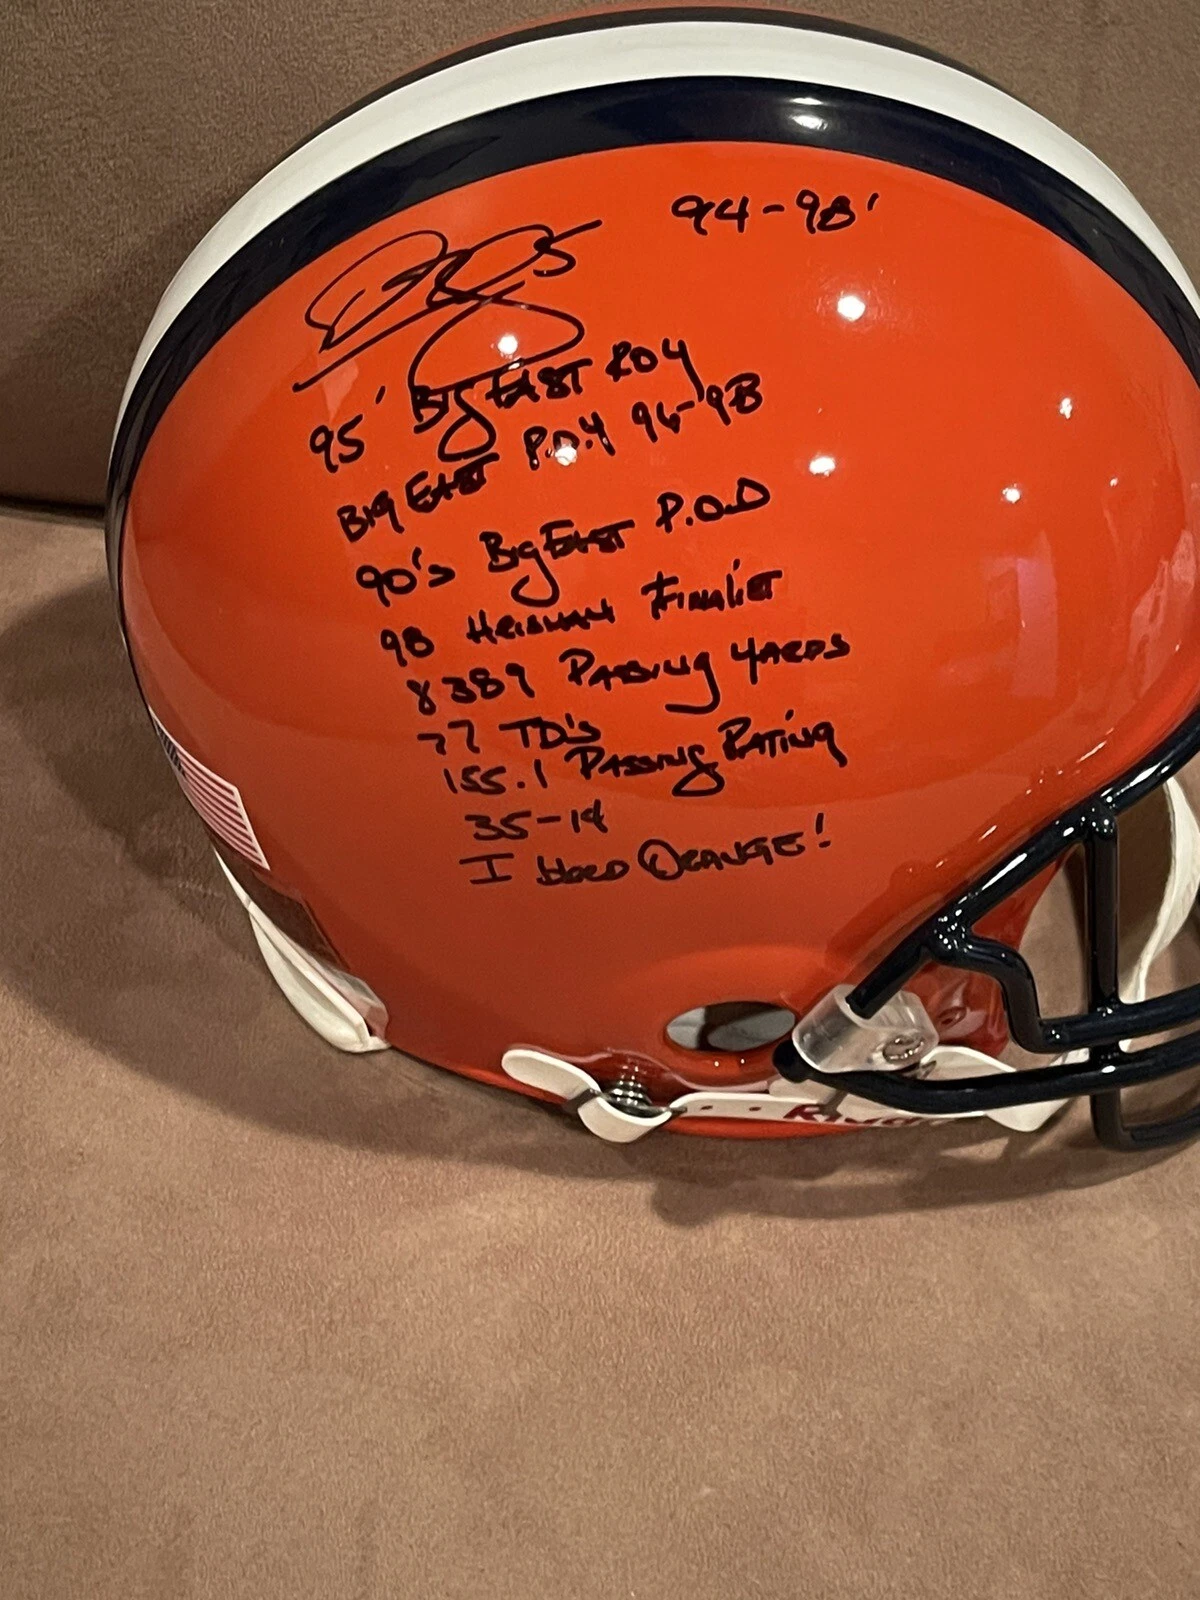 94-98'
95' Big EAST ROY
Big EAST P.O.Y 96-98
90's Big EAST P.O.D
98 HEISMAN FINALIST
8389 PASSING YARDS
77 TD's
155.1 PASSING RATING
35-14
I BLEED ORANGE!